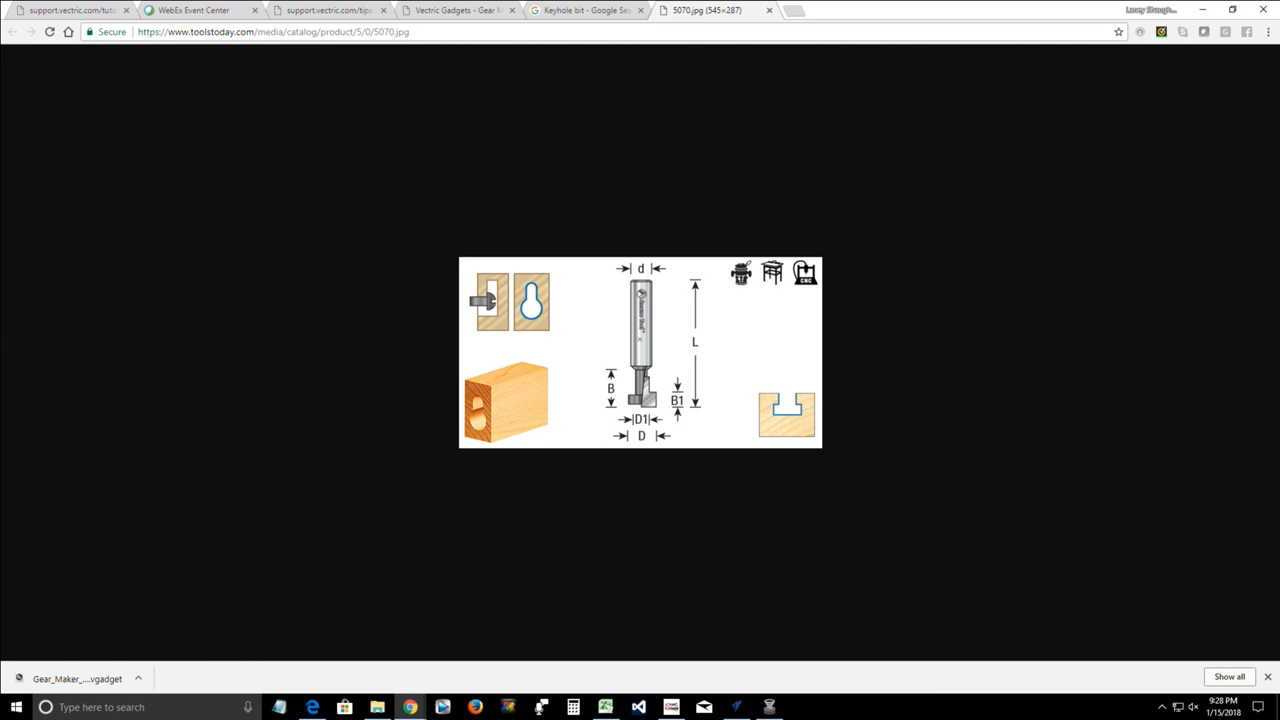 support.vectric.com/tuto
WebEx Event Center
support.vectric.com/tips
Vectric Gadgets - Gear M
Keyhole bit - Google Sea
5070.jpg (545×287)
Secure
https://www.toolstoday.com/media/catalog/product/5/0/5070.jpg
d
L
B
B1
D1
D
CNC
Gear_Maker_....vgadget
Show all
Type here to search
9:28 PM
1/15/2018